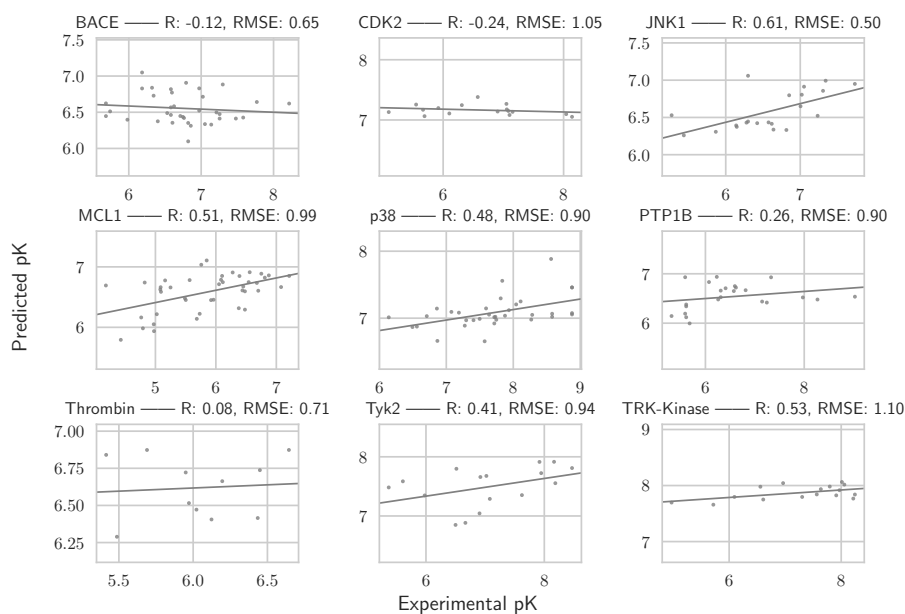 BACE —— R: -0.12, RMSE: 0.65
CDK2 —— R: -0.24, RMSE: 1.05
JNK1 —— R: 0.61, RMSE: 0.50
7.5
7.0
6.5
6.0
6 7 8
8
7
6 8
7.5
7.0
6.5
6.0
6 7
MCL1 —— R: 0.51, RMSE: 0.99
p38 —— R: 0.48, RMSE: 0.90
PTP1B —— R: 0.26, RMSE: 0.90
7
6
5 6 7
8
7
6 7 8 9
8
7
6
6 8
Thrombin —— R: 0.08, RMSE: 0.71
Tyk2 —— R: 0.41, RMSE: 0.94
TRK-Kinase —— R: 0.53, RMSE: 1.10
7.00
6.75
6.50
6.25
5.5 6.0 6.5
8
7
6 8
9
8
7
6 8
Predicted pK
Experimental pK